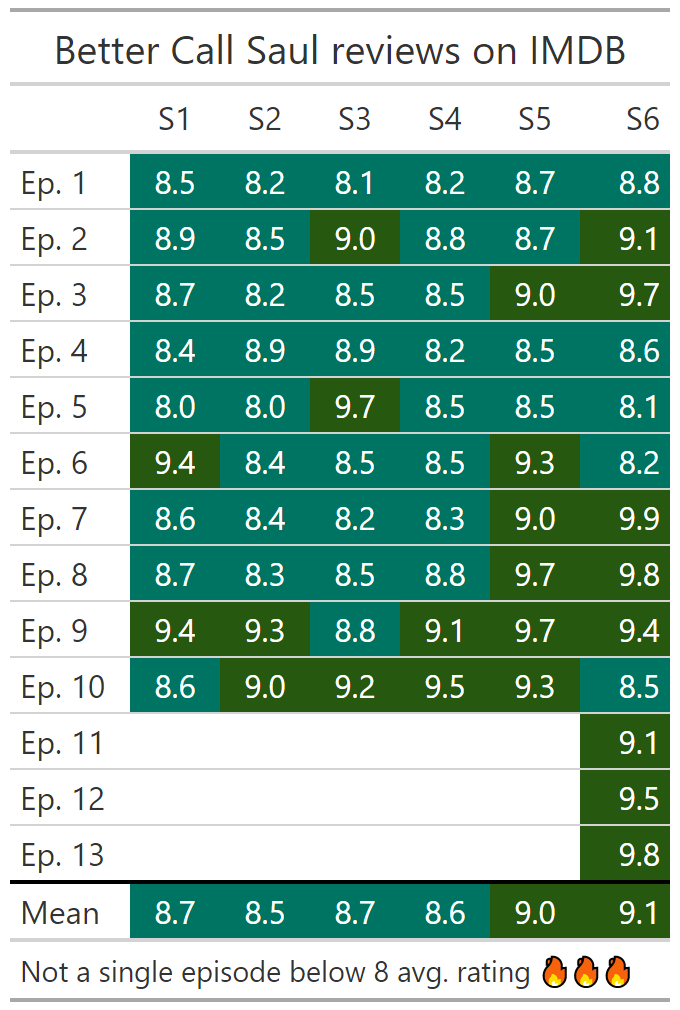 Better Call Saul reviews on IMDB
S1 S2 S3 S4 S5 S6
Ep. 1 8.5 8.2 8.1 8.2 8.7 8.8
Ep. 2 8.9 8.5 9.0 8.8 8.7 9.1
Ep. 3 8.7 8.2 8.5 8.5 9.0 9.7
Ep. 4 8.4 8.9 8.9 8.2 8.5 8.6
Ep. 5 8.0 8.0 9.7 8.5 8.5 8.1
Ep. 6 9.4 8.4 8.5 8.5 9.3 8.2
Ep. 7 8.6 8.4 8.2 8.3 9.0 9.9
Ep. 8 8.7 8.3 8.5 8.8 9.7 9.8
Ep. 9 9.4 9.3 8.8 9.1 9.7 9.4
Ep. 10 8.6 9.0 9.2 9.5 9.3 8.5
Ep. 11 9.1
Ep. 12 9.5
Ep. 13 9.8
Mean 8.7 8.5 8.7 8.6 9.0 9.1
Not a single episode below 8 avg. rating 🔥🔥🔥